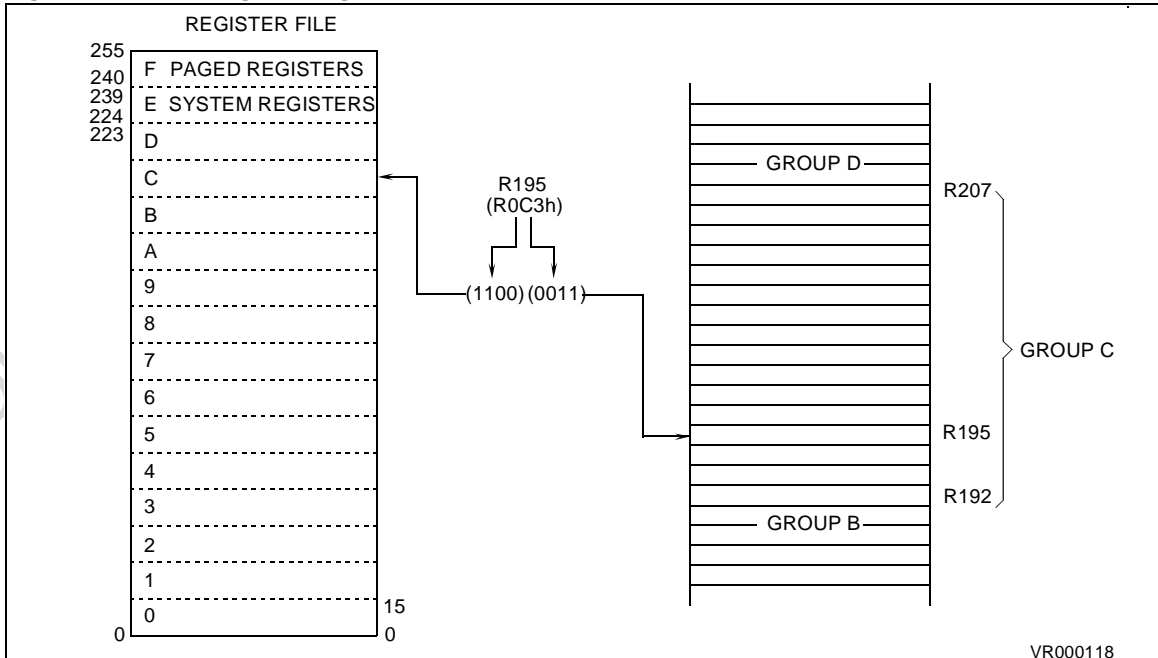 REGISTER FILE
255
F PAGED REGISTERS
240
239
E SYSTEM REGISTERS
224
223
D
C
B
A
9
8
7
6
5
4
3
2
1
0
15
0
0
R195
(R0C3h)
(1100) (0011)
GROUP D
R207
GROUP C
R195
R192
GROUP B
VR000118